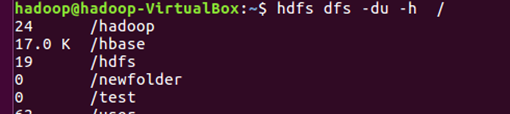 hadoop@hadoop-VirtualBox:~$ hdfs dfs -du -h  /
24      /hadoop
17.0 K  /hbase
19      /hdfs
0       /newfolder
0       /test